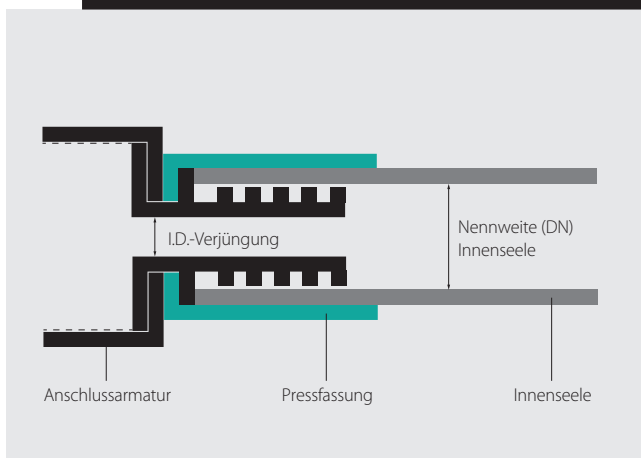 Nennweite (DN)
Innenseele
I.D.-Verjüngung
Anschlussarmatur
Pressfassung
Innenseele